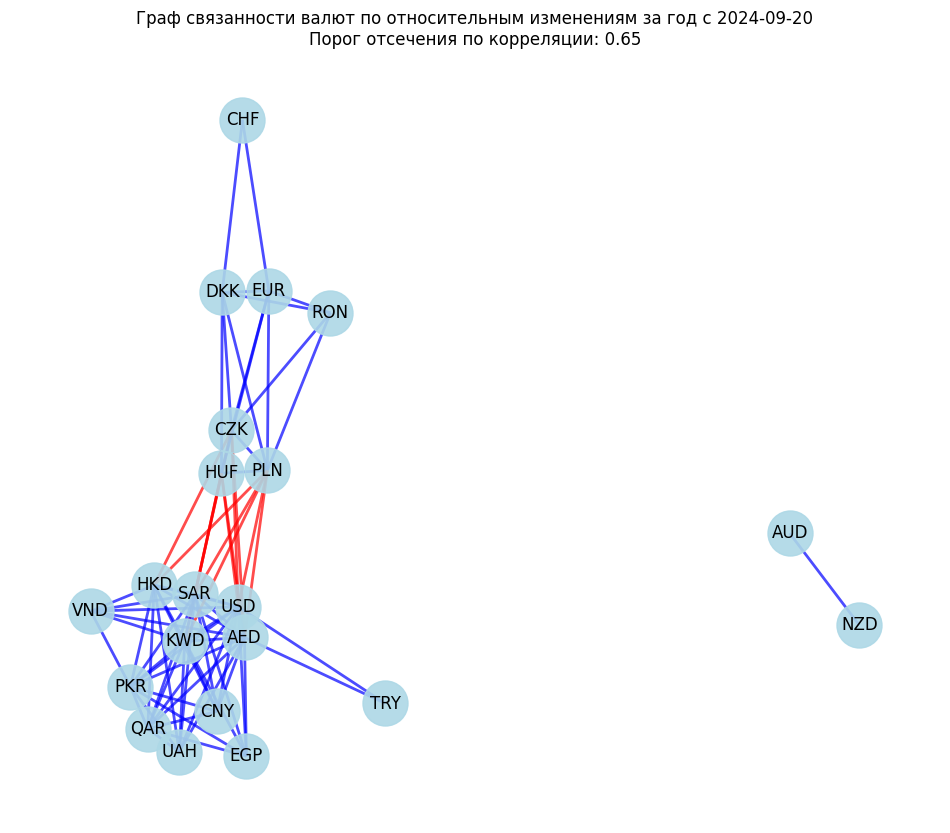 Граф связанности валют по относительным изменениям за год с 2024-09-20
Порог отсечения по корреляции: 0.65
CHF
DKK
EUR
RON
CZK
HUF
PLN
AUD
HKD
SAR
USD
VND
NZD
KWD
AED
PKR
TRY
CNY
QAR
UAH
EGP